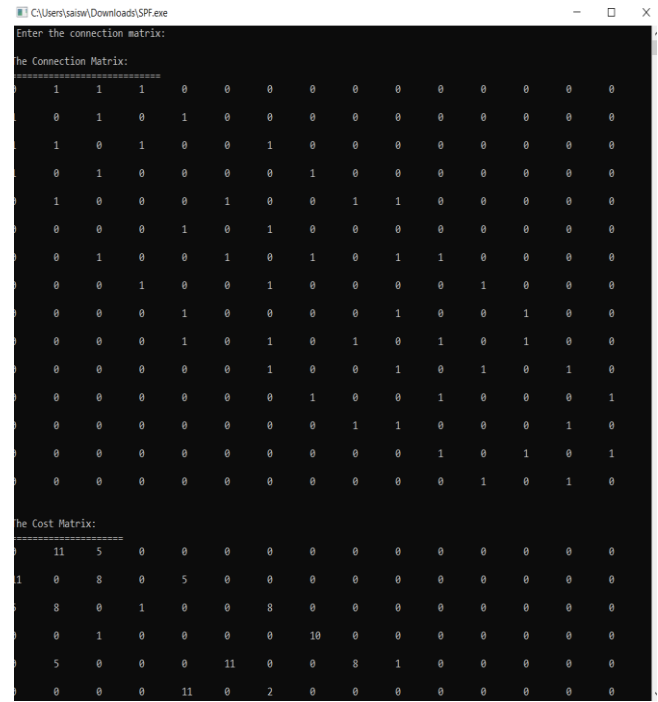 C:\Users\saisw\Downloads\SPF.exe
Enter the connection matrix:
The Connection Matrix:
============================
0 1 1 1 0 0 0 0 0 0 0 0 0 0 0
1 0 1 0 1 0 0 0 0 0 0 0 0 0 0
1 1 0 1 0 0 1 0 0 0 0 0 0 0 0
1 0 1 0 0 0 0 1 0 0 0 0 0 0 0
0 1 0 0 0 1 0 0 1 1 0 0 0 0 0
0 0 0 0 1 0 1 0 0 0 0 0 0 0 0
0 0 1 0 0 1 0 1 0 1 1 0 0 0 0
0 0 0 1 0 0 1 0 0 0 0 1 0 0 0
0 0 0 0 1 0 0 0 0 1 0 0 1 0 0
0 0 0 0 1 0 1 0 1 0 1 0 1 0 0
0 0 0 0 0 0 1 0 0 1 0 1 0 1 0
0 0 0 0 0 0 0 1 0 0 1 0 0 0 1
0 0 0 0 0 0 0 0 1 1 0 0 0 1 0
0 0 0 0 0 0 0 0 0 0 1 0 1 0 1
0 0 0 0 0 0 0 0 0 0 0 1 0 1 0
The Cost Matrix:
=====================
0 11 5 0 0 0 0 0 0 0 0 0 0 0 0
11 0 8 0 5 0 0 0 0 0 0 0 0 0 0
5 8 0 1 0 0 8 0 0 0 0 0 0 0 0
0 0 1 0 0 0 0 10 0 0 0 0 0 0 0
0 5 0 0 0 11 0 0 8 1 0 0 0 0 0
0 0 0 0 11 0 2 0 0 0 0 0 0 0 0